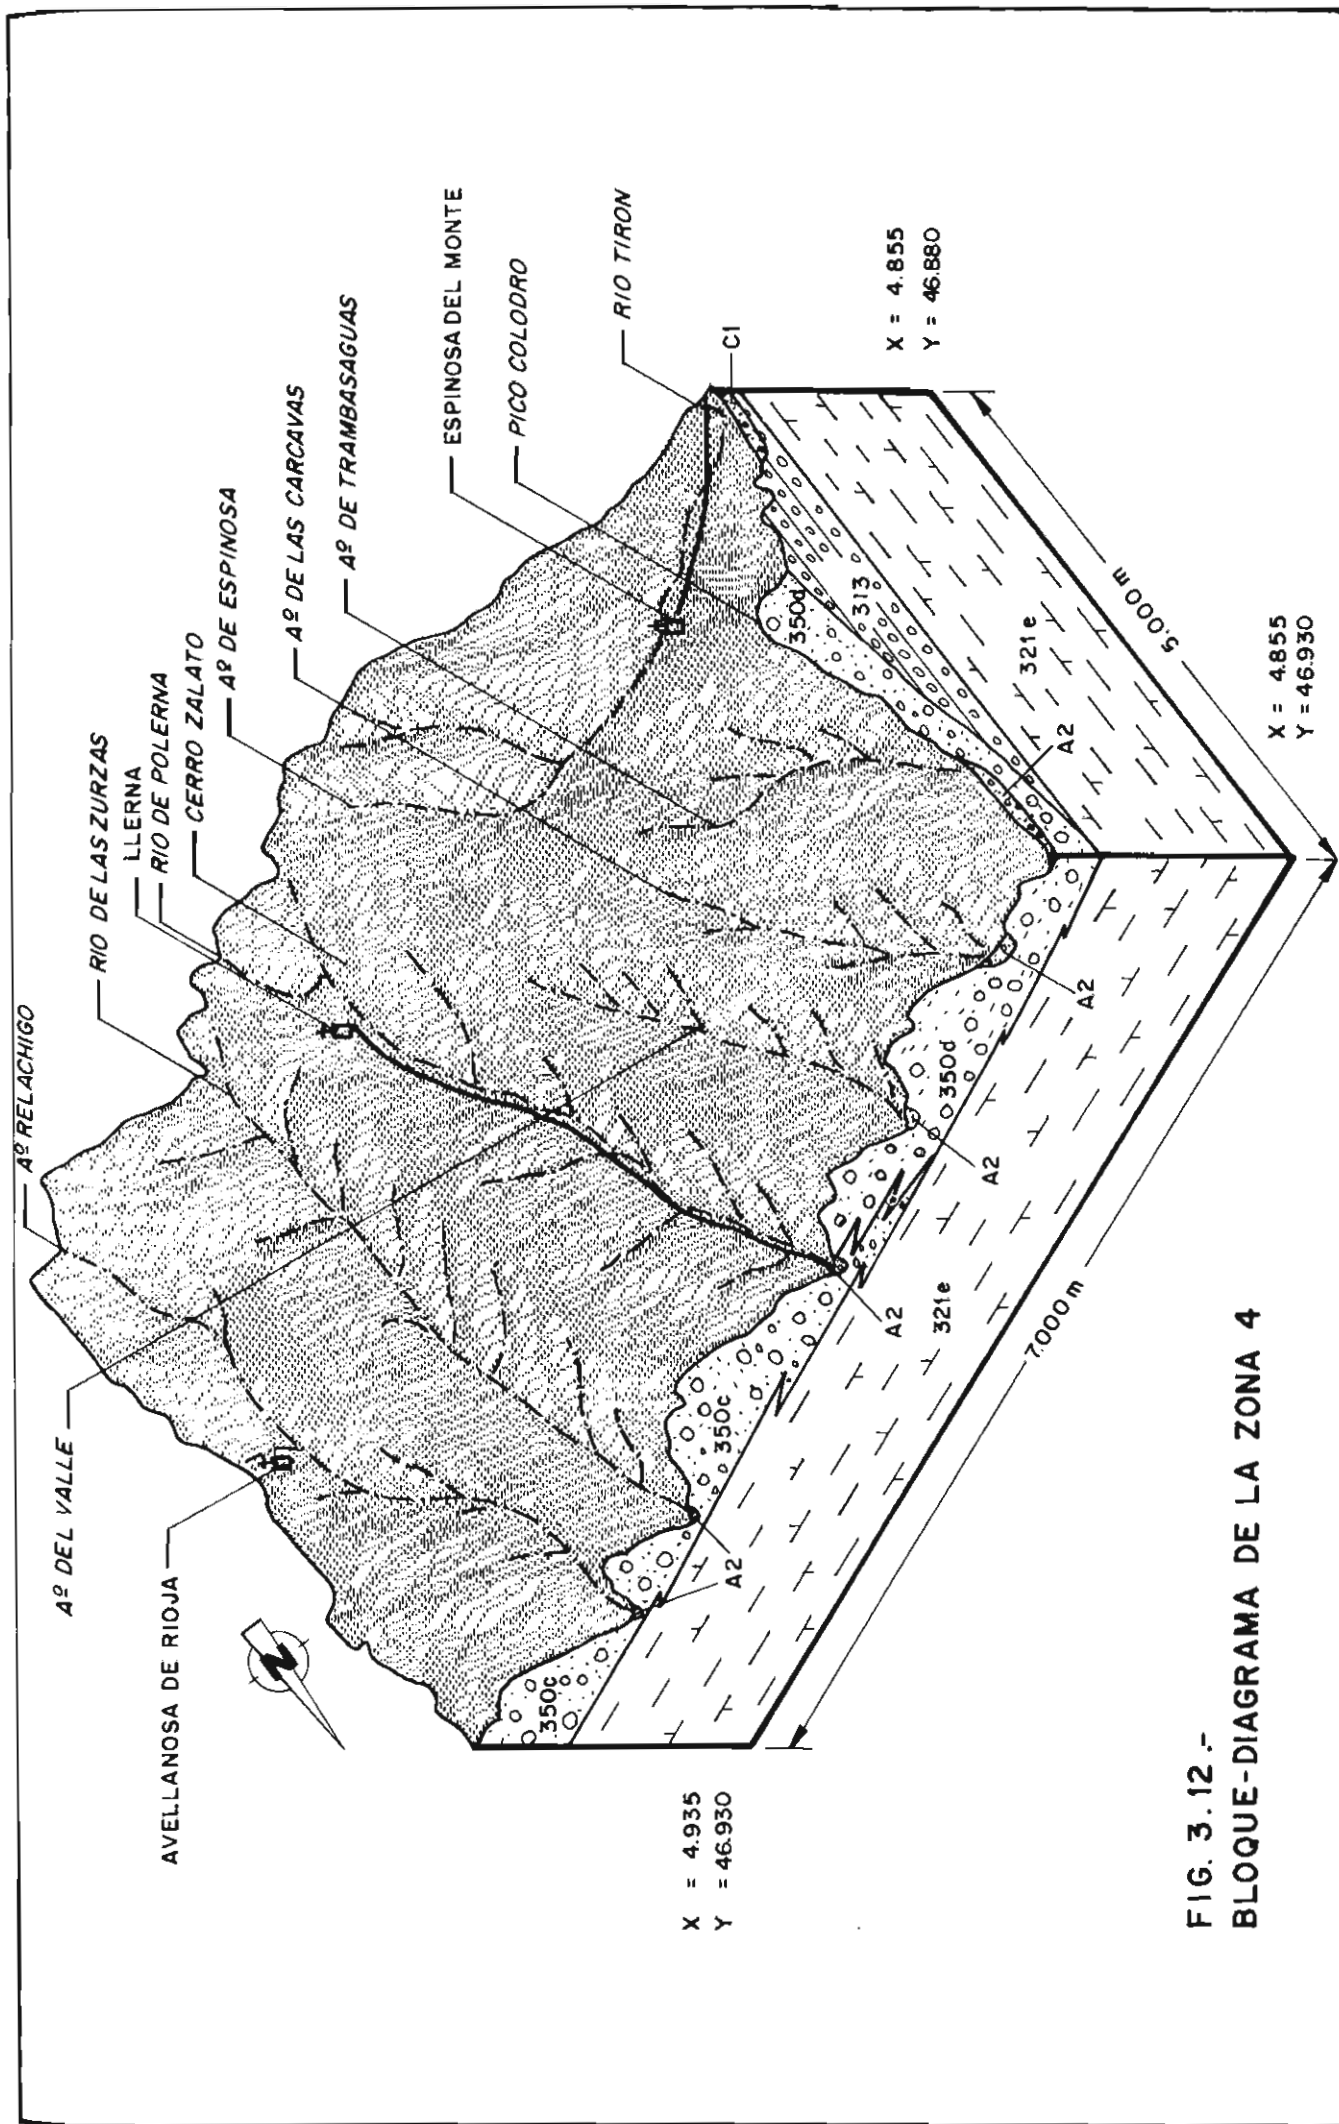 Aº DEL VALLE
Aº RELACHIGO
RIO DE LAS ZURZAS
LLERNA
RIO DE POLERNA
CERRO ZALATO
Aº DE ESPINOSA
Aº DE LAS CARCAVAS
Aº DE TRAMBASAGUAS
ESPINOSA DEL MONTE
PICO COLODRO
RIO TIRON
AVELLANOSA DE RIOJA
N
C1
X = 4.855
Y = 46.880
350d
313
321e
A2
5.000 m
X = 4.855
Y = 46.930
A2
350d
A2
A2
321e
350c
A2
350c
7000 m
X = 4.935
Y = 46.930
FIG. 3.12.-
BLOQUE-DIAGRAMA DE LA ZONA 4